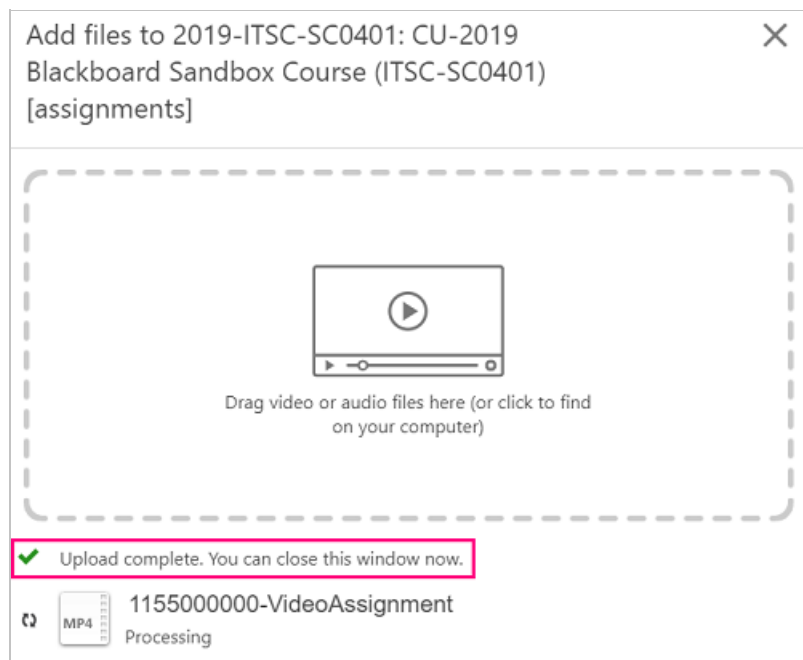 Add files to 2019-ITSC-SC0401: CU-2019
Blackboard Sandbox Course (ITSC-SC0401)
[assignments]
Drag video or audio files here (or click to find
on your computer)
Upload complete. You can close this window now.
1155000000-VideoAssignment
MP4
Processing